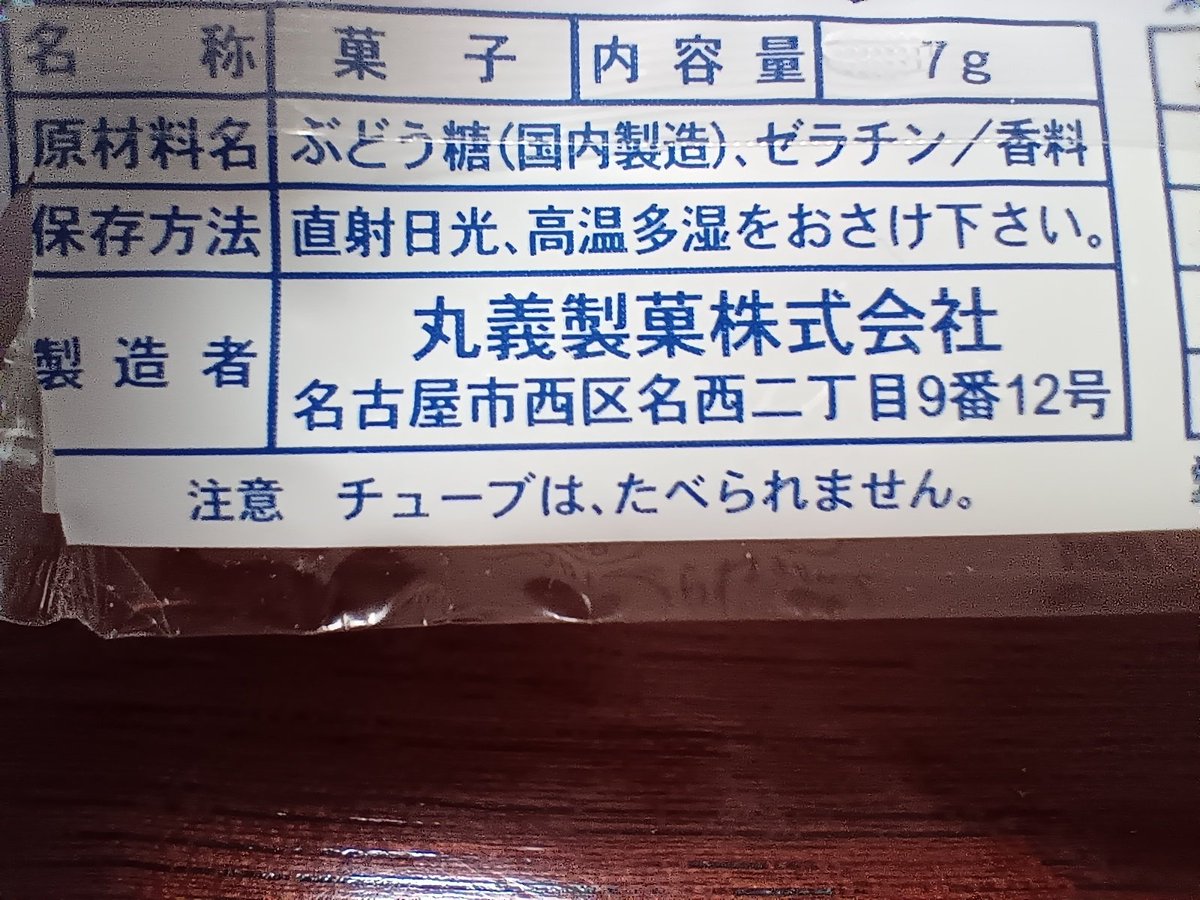 名称 菓子 内容量 7g
原材料名 ぶどう糖(国内製造)、ゼラチン/香料
保存方法 直射日光、高温多湿をおさけ下さい。
製造者 丸義製菓株式会社
名古屋市西区名西二丁目9番12号
注意 チューブは、たべられません。